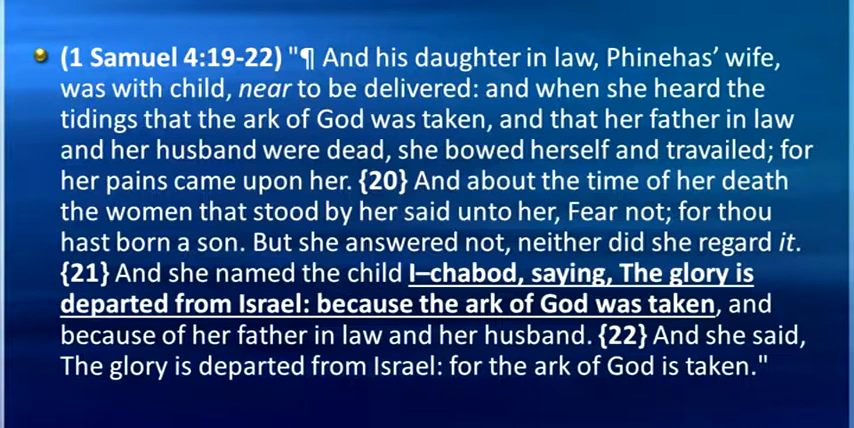 (1 Samuel 4:19-22) "¶ And his daughter in law, Phinehas’ wife,
was with child, near to be delivered: and when she heard the
tidings that the ark of God was taken, and that her father in law
and her husband were dead, she bowed herself and travailed; for
her pains came upon her. {20} And about the time of her death
the women that stood by her said unto her, Fear not; for thou
hast born a son. But she answered not, neither did she regard it.
{21} And she named the child I–chabod, saying, The glory is
departed from Israel: because the ark of God was taken, and
because of her father in law and her husband. {22} And she said,
The glory is departed from Israel: for the ark of God is taken."